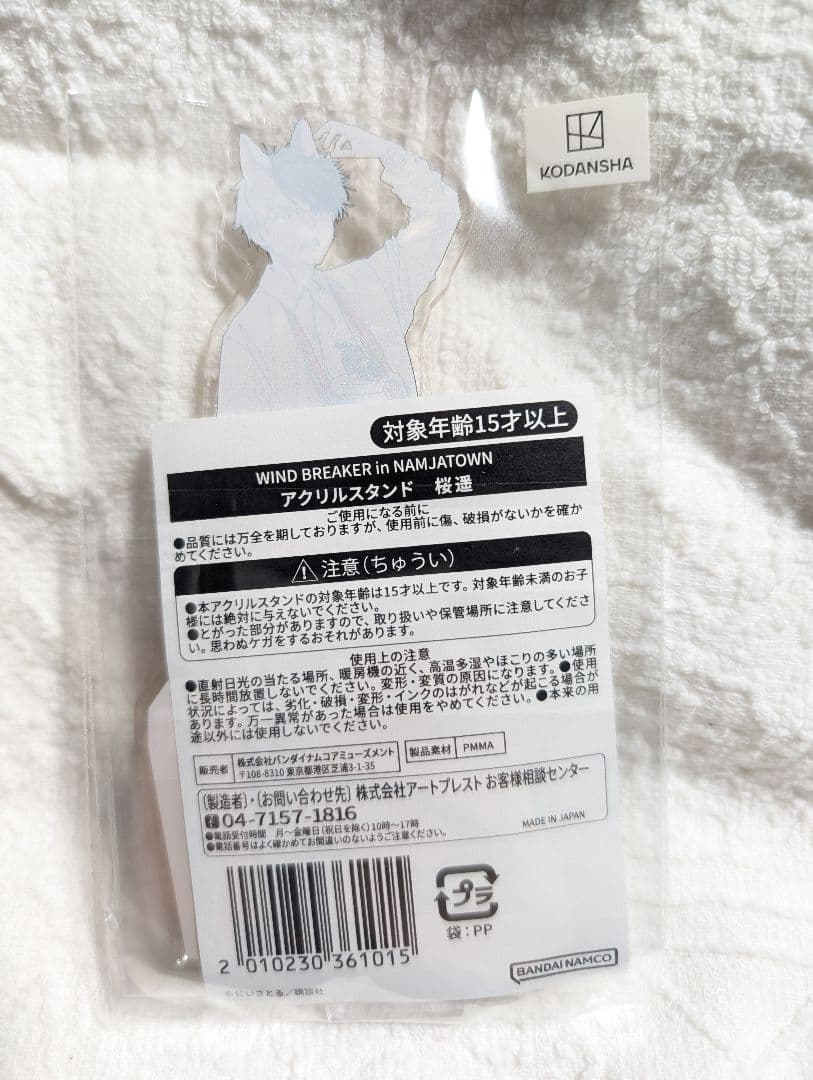 KODANSHA
対象年齢15才以上
WIND BREAKER in NAMJATOWN
アクリルスタンド 桜遥
ご使用になる前に
●品質には万全を期しておりますが、使用前に傷、破損がないかを確か
めてください。
注意(ちゅうい)
●本アクリルスタンドの対象年齢は15才以上です。対象年齢未満のお子
様には絶対に与えないでください。
●とがった部分がありますので、取り扱いや保管場所に注意してくださ
い。思わぬケガをするおそれがあります。
使用上の注意
●直射日光の当たる場所、暖房機の近く、高温多湿やほこりの多い場所
に長時間放置しないでください。変形・変質の原因になります。●使用
状況によっては、劣化・破損・変形・インクのはがれなどが起こる場合が
あります。万一異常があった場合は使用をやめてください。●本来の用
途以外には使用しないでください。
販売者 株式会社バンダイナムコアミューズメント
〒108-8310 東京都港区芝浦3-1-35
製品素材 PMMA
〔製造者〕・〔お問い合わせ先〕株式会社アートプレスト お客様相談センター
04-7157-1816
●電話受付時間 月～金曜日(祝日を除く)10時～17時
●電話番号はよく確かめてお間違いのないようご注意ください。
MADE IN JAPAN
プラ
袋:PP
2 010230 361015
BANDAI NAMCO
©にいさとる/講談社